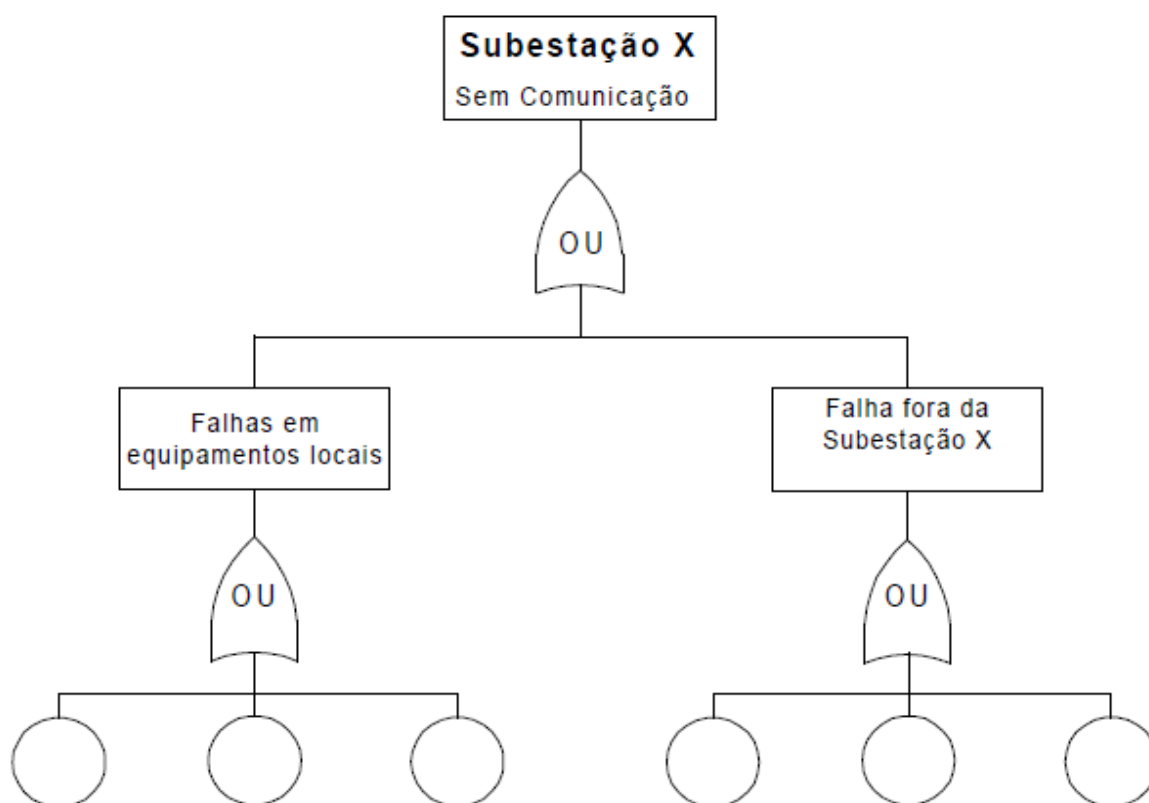 Subestação X
Sem Comunicação
OU
Falhas em
equipamentos locais
Falha fora da
Subestação X
OU
OU